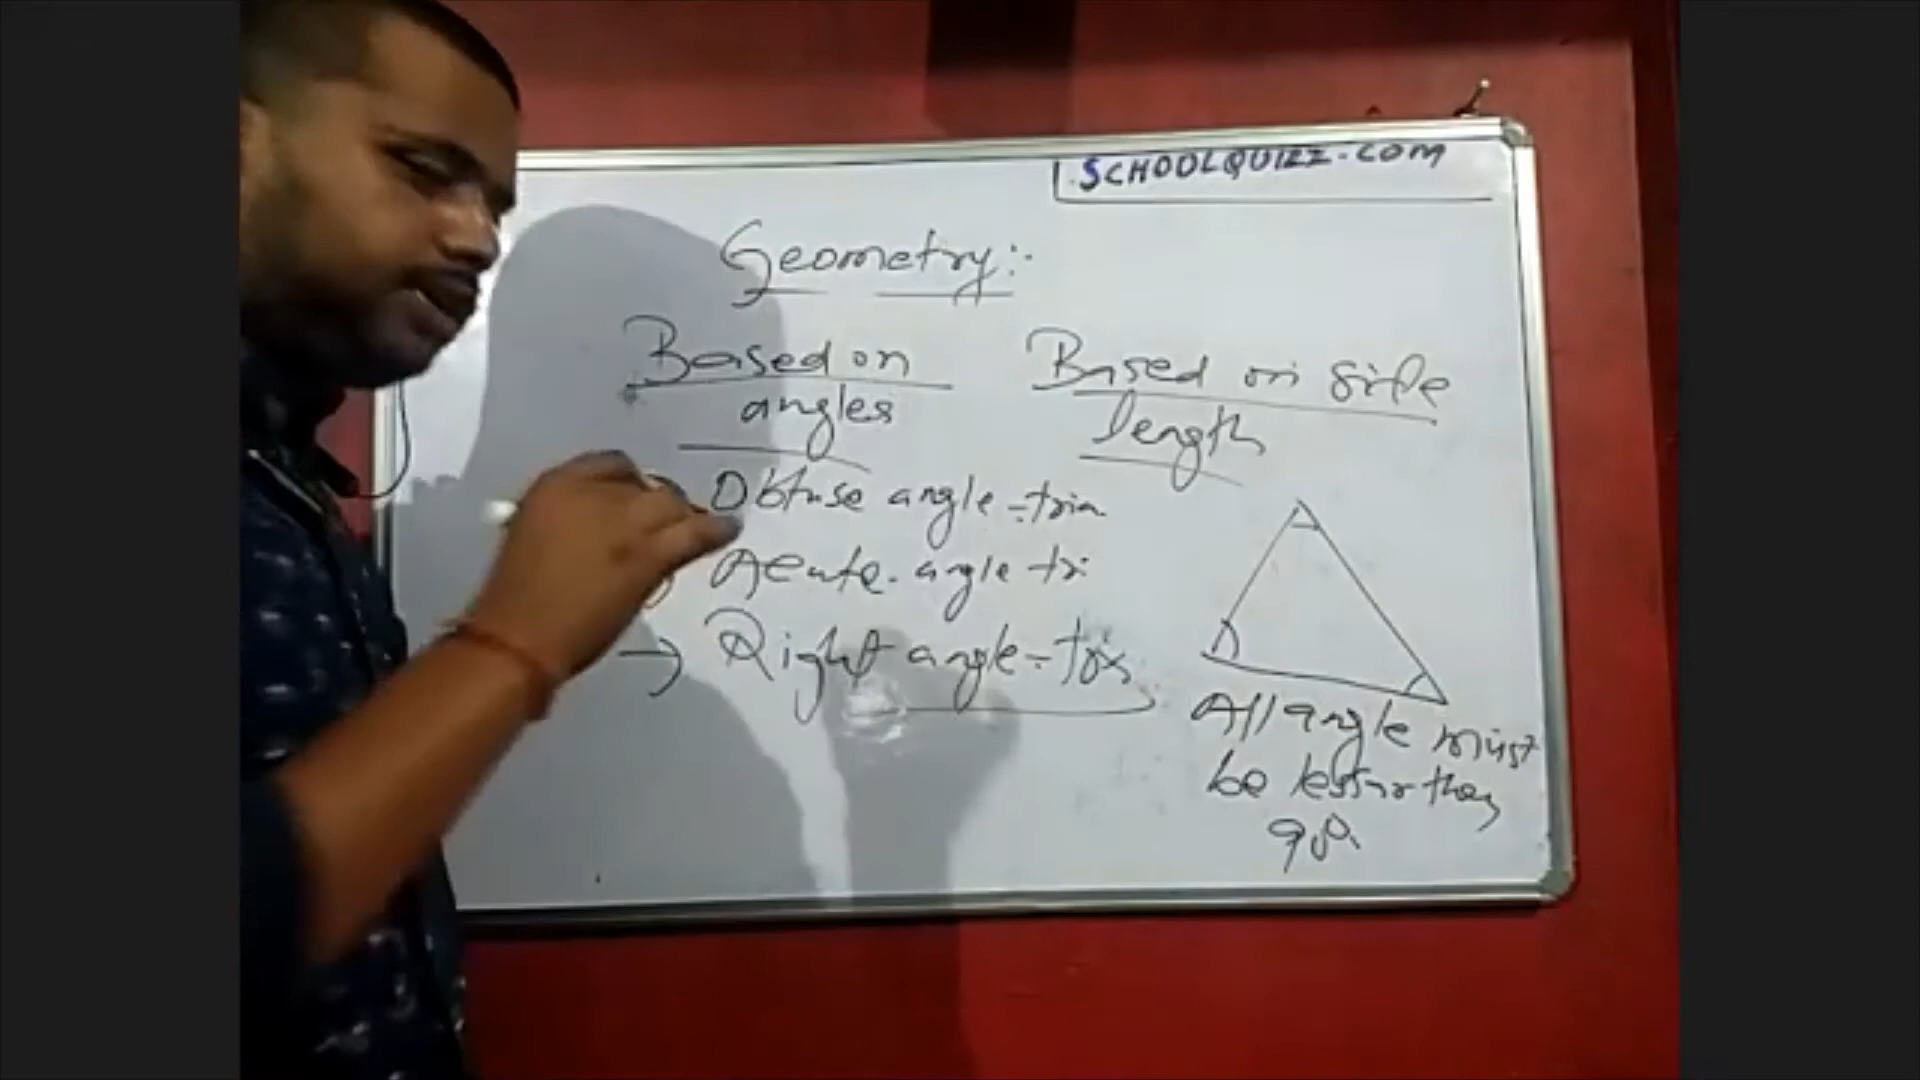 SCHOOLQUIZZ.COM
Geometry:-
Based on
angles
Based on side
length
Obtuse angle-tria
Acute.angle tri
→ Right angle-tri
All angle must
be lesser than
90°